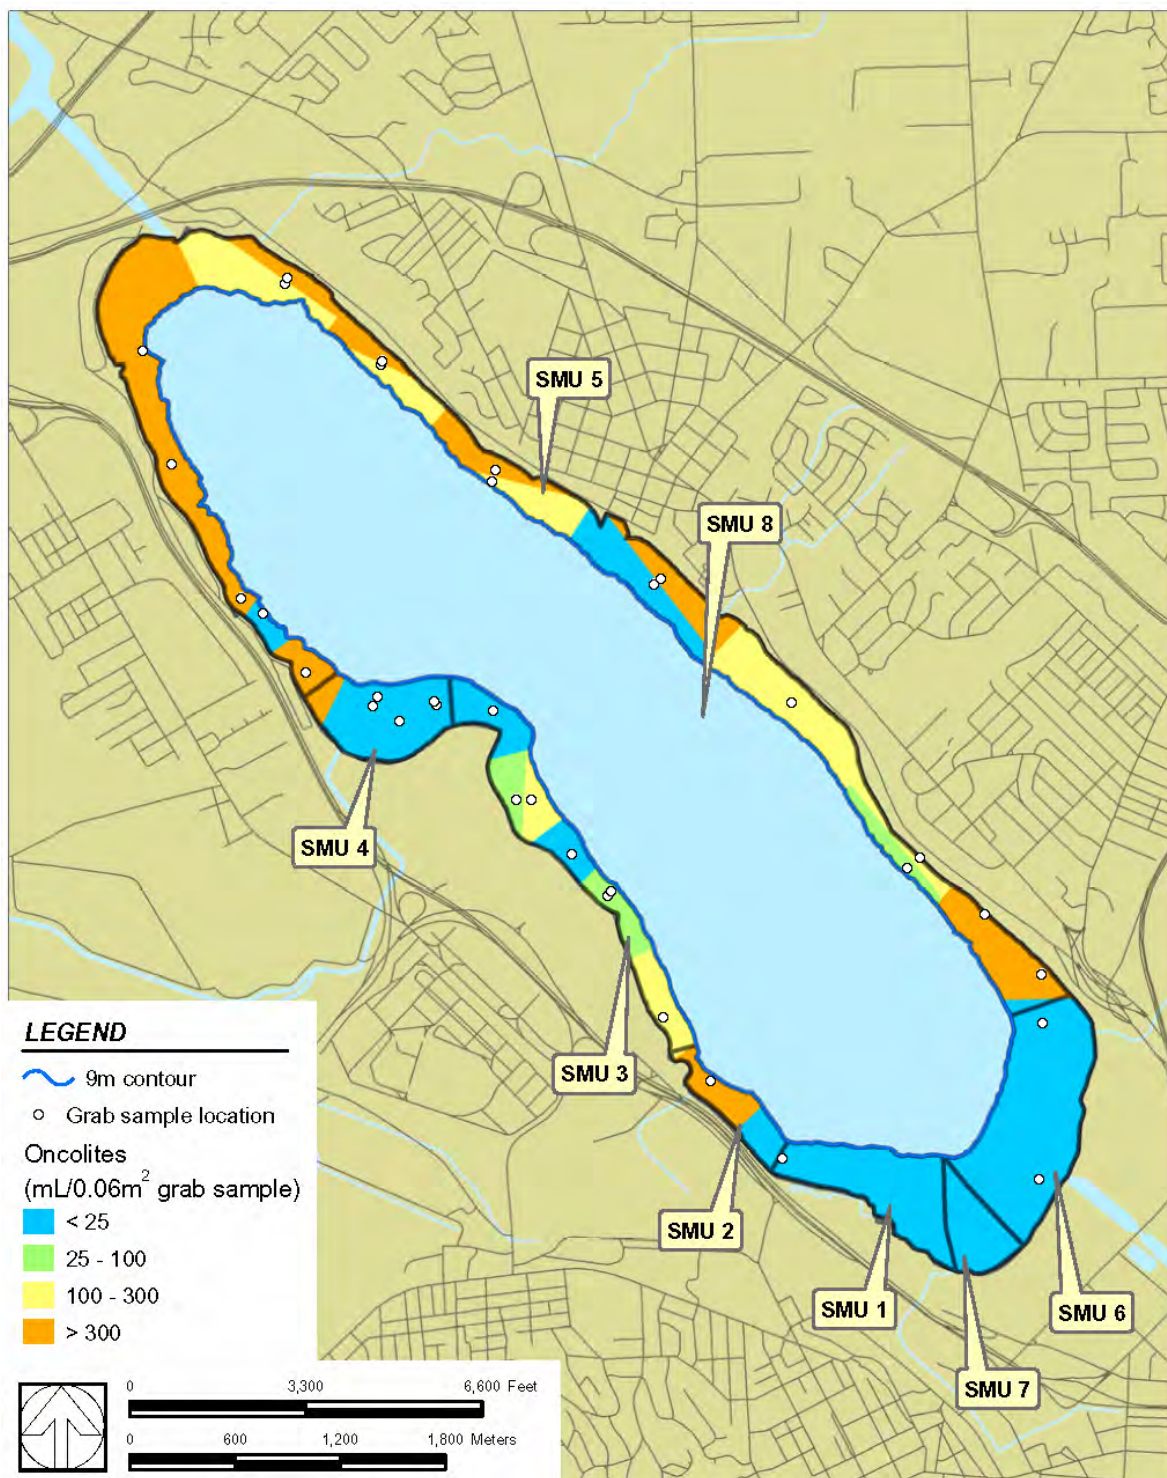 SMU 5
SMU 8
SMU 4
SMU 3
SMU 2
SMU 1
SMU 6
SMU 7
LEGEND
9m contour
Grab sample location
Oncolites
(mL/0.06m² grab sample)
< 25
25 - 100
100 - 300
> 300
0 3,300 6,600 Feet
0 600 1,200 1,800 Meters